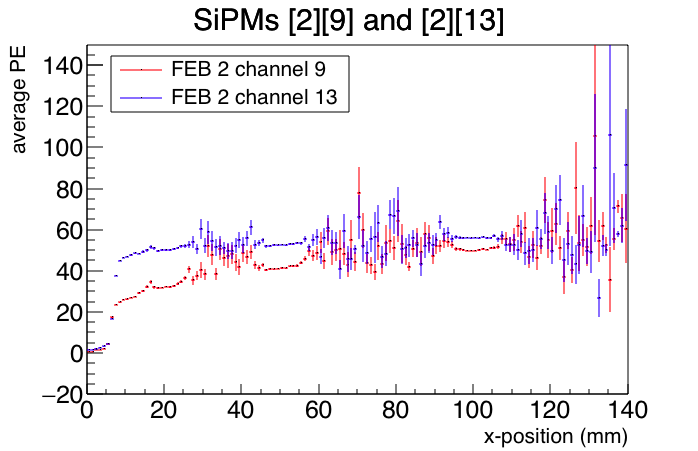 SiPMs [2][9] and [2][13]
average PE
140
120
100
80
60
40
20
0
−20
FEB 2 channel 9
FEB 2 channel 13
0 20 40 60 80 100 120 140
x-position (mm)